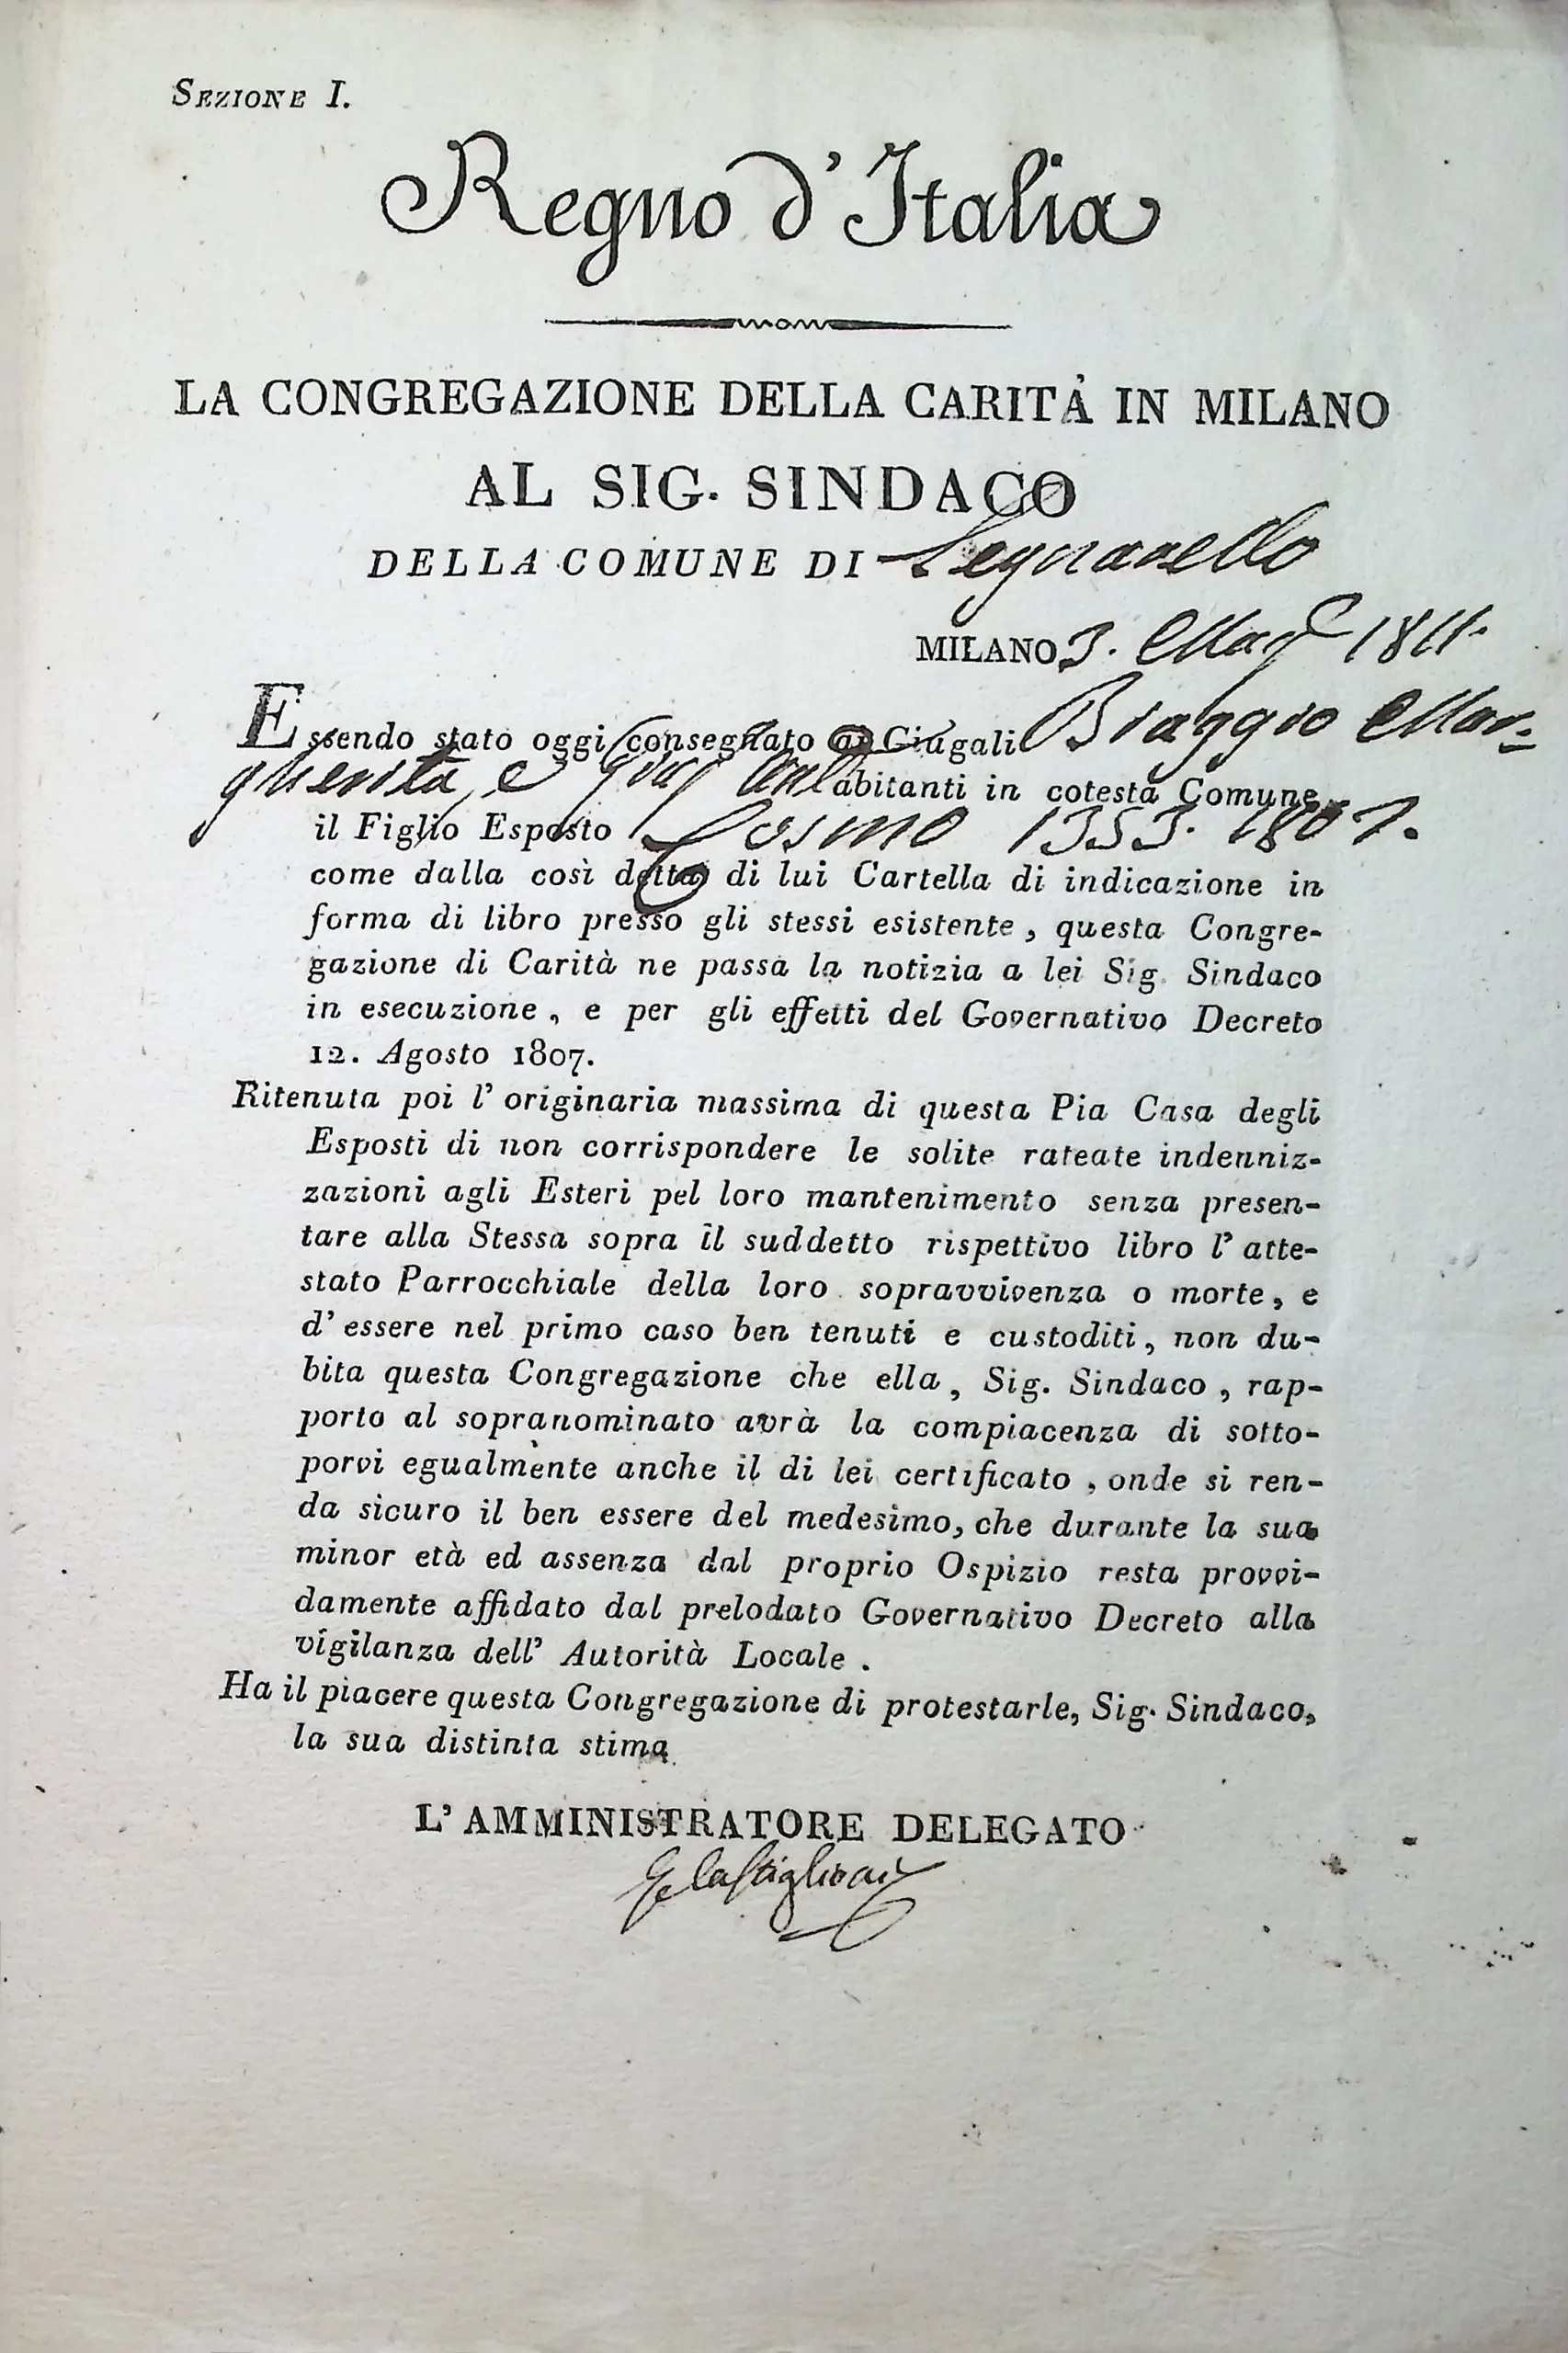 Sezione I.
Regno d'Italia
LA CONGREGAZIONE DELLA CARITÀ IN MILANO
AL SIG. SINDACO
DELLA COMUNE DI Legnanello
MILANO 3. Mag 1811.
Essendo stato oggi consegnato ai Giugali Biaggio Mar=
gherita, e abitanti in cotesta Comune
il Figlio Esposto Cosmo 1353. 1807.
come dalla così detta di lui Cartella di indicazione in
forma di libro presso gli stessi esistente, questa Congre-
gazione di Carità ne passa la notizia a lei Sig. Sindaco
in esecuzione, e per gli effetti del Governativo Decreto
12. Agosto 1807.
Ritenuta poi l'originaria massima di questa Pia Casa degli
Esposti di non corrispondere le solite rateate indenniz-
zazioni agli Esteri pel loro mantenimento senza presen-
tare alla Stessa sopra il suddetto rispettivo libro l'atte-
stato Parrocchiale della loro sopravvivenza o morte, e
d'essere nel primo caso ben tenuti e custoditi, non du-
bita questa Congregazione che ella, Sig. Sindaco, rap-
porto al sopranominato avrà la compiacenza di sotto-
porvi egualmente anche il di lei certificato, onde si ren-
da sicuro il ben essere del medesimo, che durante la sua
minor età ed assenza dal proprio Ospizio resta provvi-
damente affidato dal prelodato Governativo Decreto alla
vigilanza dell'Autorità Locale.
Ha il piacere questa Congregazione di protestarle, Sig. Sindaco,
la sua distinta stima.
L'AMMINISTRATORE DELEGATO
Castiglioni